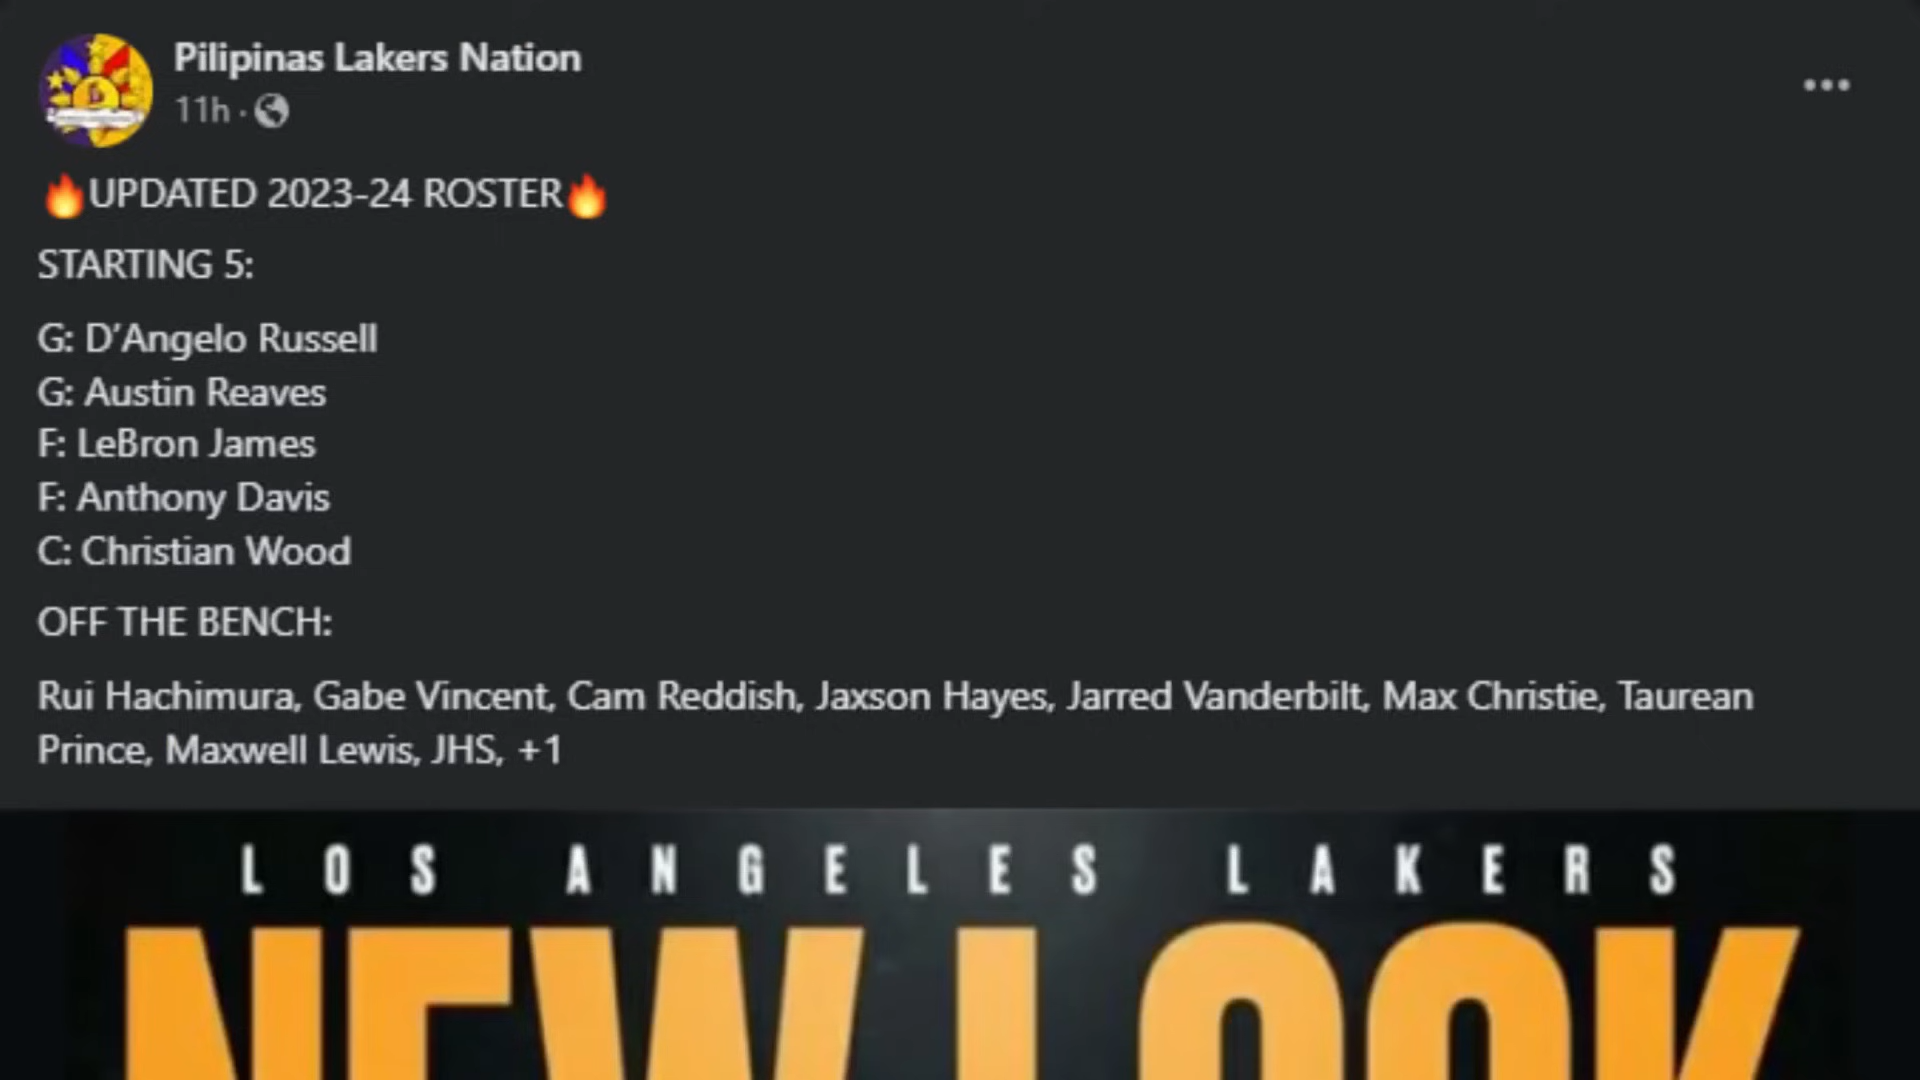 Pilipinas Lakers Nation
11h ·
🔥UPDATED 2023-24 ROSTER🔥
STARTING 5:
G: D’Angelo Russell
G: Austin Reaves
F: LeBron James
F: Anthony Davis
C: Christian Wood
OFF THE BENCH:
Rui Hachimura, Gabe Vincent, Cam Reddish, Jaxson Hayes, Jarred Vanderbilt, Max Christie, Taurean
Prince, Maxwell Lewis, JHS, +1
LOS ANGELES LAKERS
NEW LOOK